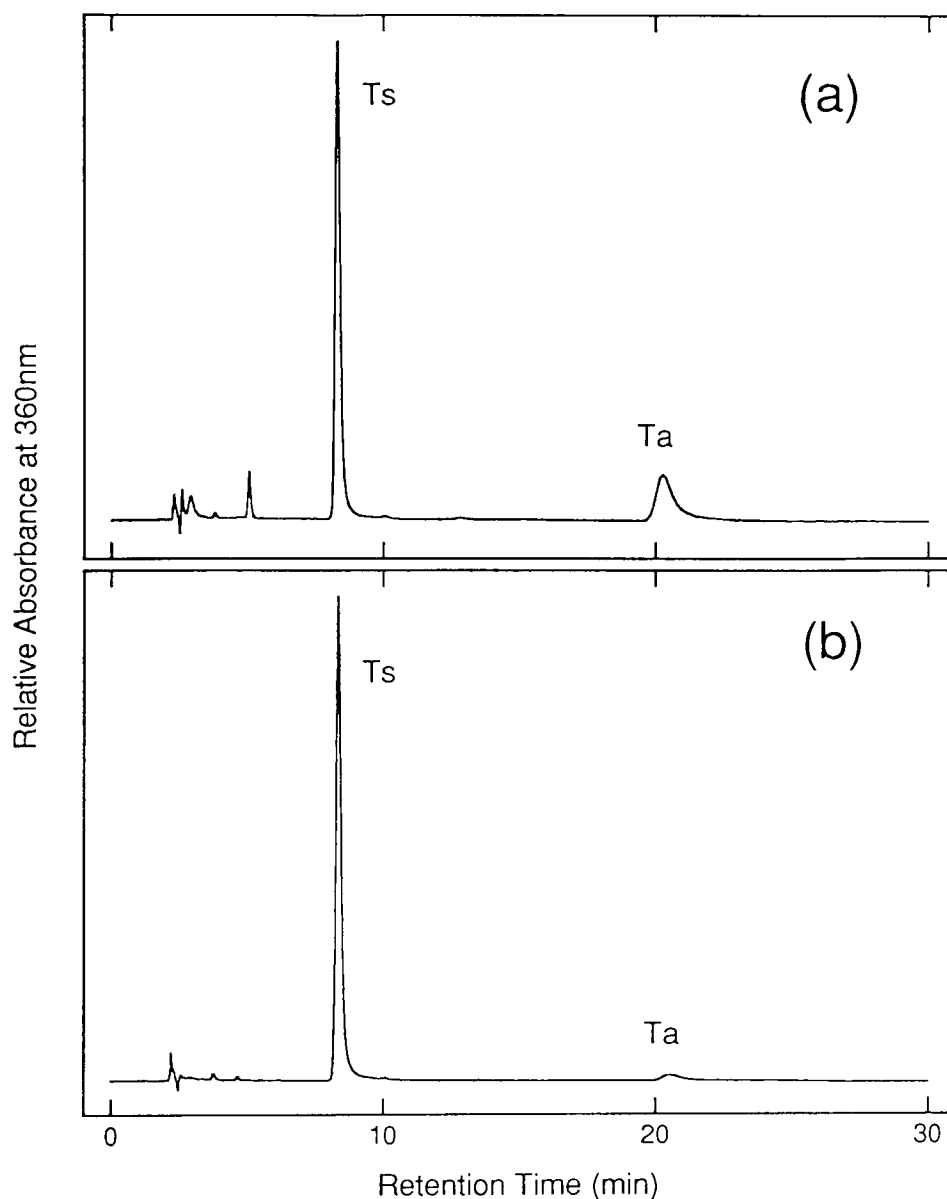 (a)
Ts
Ta
Relative Absorbance at 360nm
(b)
Ts
Ta
0 10 20 30
Retention Time (min)